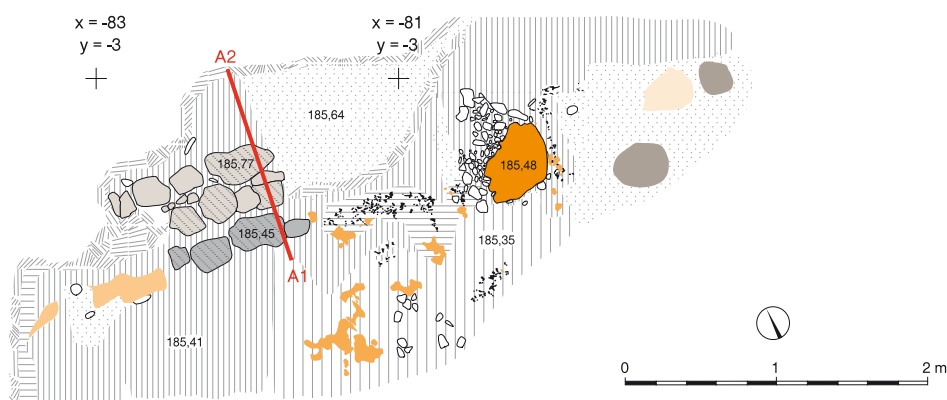 x = -83
y = -3
x = -81
y = -3
A2
185,64
185,77
185,48
185,45
185,35
A1
185,41
0
1
2 m